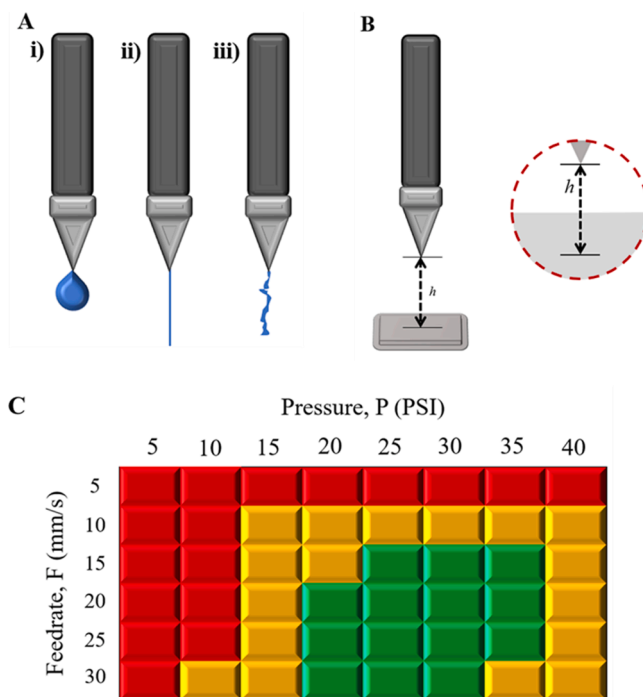 A
i)
ii)
iii)
B
h
h
C
Pressure, P (PSI)
5 10 15 20 25 30 35 40
Feedrate, F (mm/s)
5
10
15
20
25
30